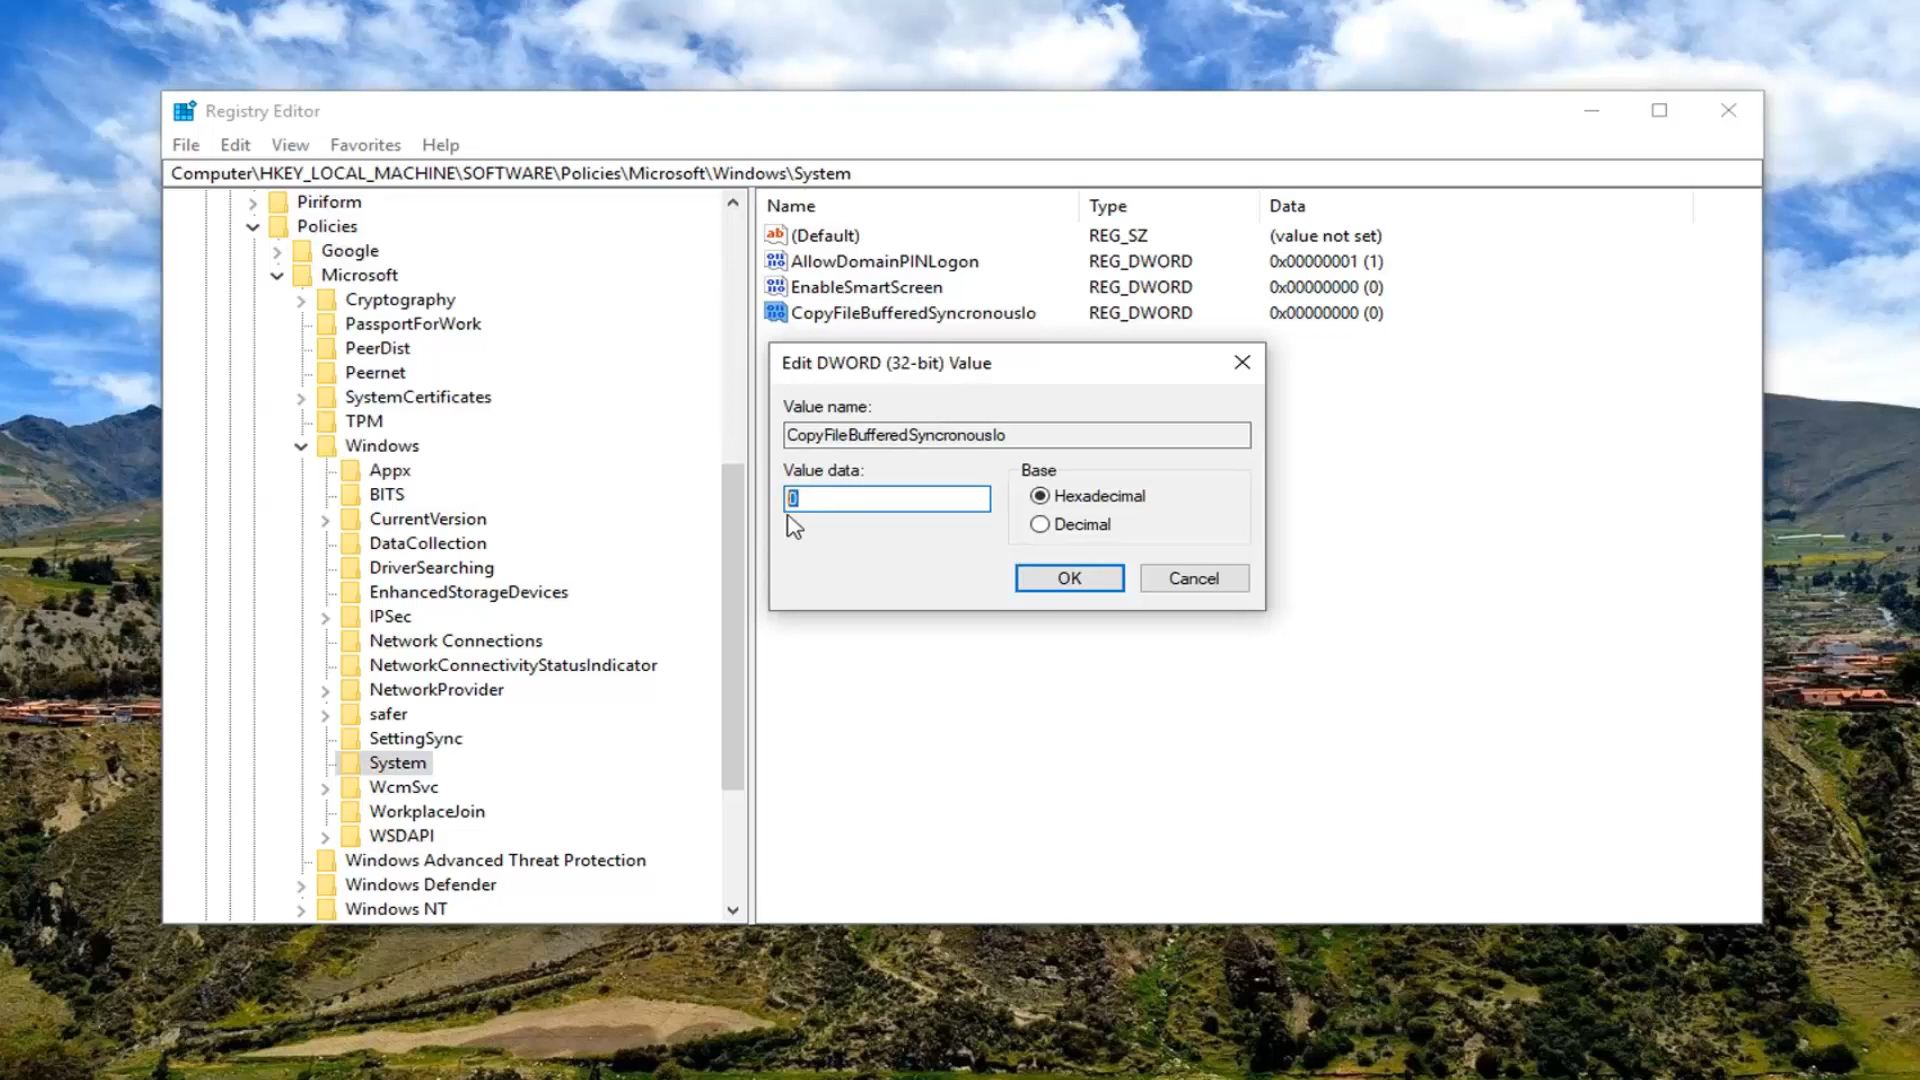 Registry Editor
File Edit View Favorites Help
Computer\HKEY_LOCAL_MACHINE\SOFTWARE\Policies\Microsoft\Windows\System
Piriform
Policies
Google
Microsoft
Cryptography
PassportForWork
PeerDist
Peernet
SystemCertificates
TPM
Windows
Appx
BITS
CurrentVersion
DataCollection
DriverSearching
EnhancedStorageDevices
IPSec
Network Connections
NetworkConnectivityStatusIndicator
NetworkProvider
safer
SettingSync
System
WcmSvc
WorkplaceJoin
WSDAPI
Windows Advanced Threat Protection
Windows Defender
Windows NT
Name Type Data
(Default) REG_SZ (value not set)
AllowDomainPINLogon REG_DWORD 0x00000001 (1)
EnableSmartScreen REG_DWORD 0x00000000 (0)
CopyFileBufferedSyncronousIo REG_DWORD 0x00000000 (0)
Edit DWORD (32-bit) Value
Value name:
CopyFileBufferedSyncronousIo
Value data: Base
0 Hexadecimal
Decimal
OK Cancel